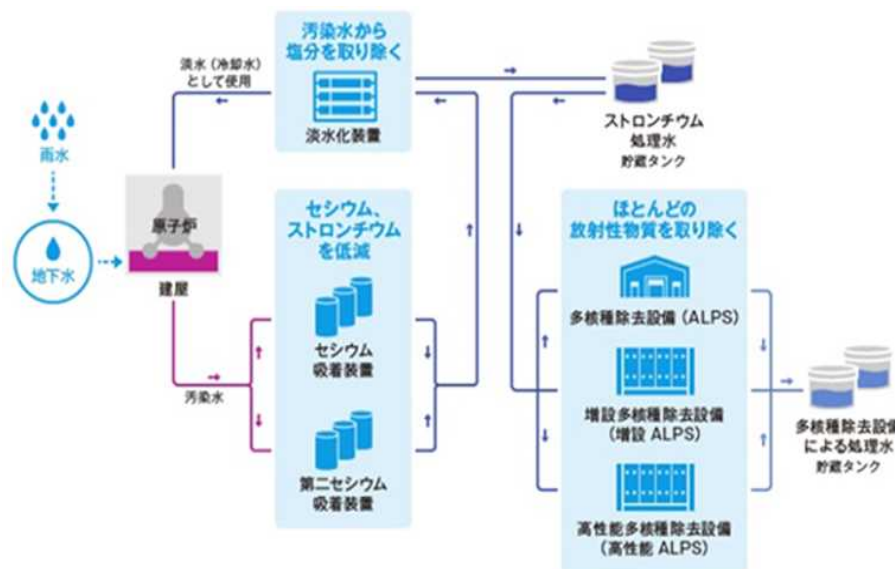 汚染水から
塩分を取り除く
淡水（冷却水）
として使用
淡水化装置
ストロンチウム
処理水
貯蔵タンク
雨水
地下水
原子炉
建屋
汚染水
セシウム、
ストロンチウム
を低減
セシウム
吸着装置
第二セシウム
吸着装置
ほとんどの
放射性物質を取り除く
多核種除去設備（ALPS）
増設多核種除去設備
（増設 ALPS）
高性能多核種除去設備
（高性能 ALPS）
多核種除去設備
による処理水
貯蔵タンク